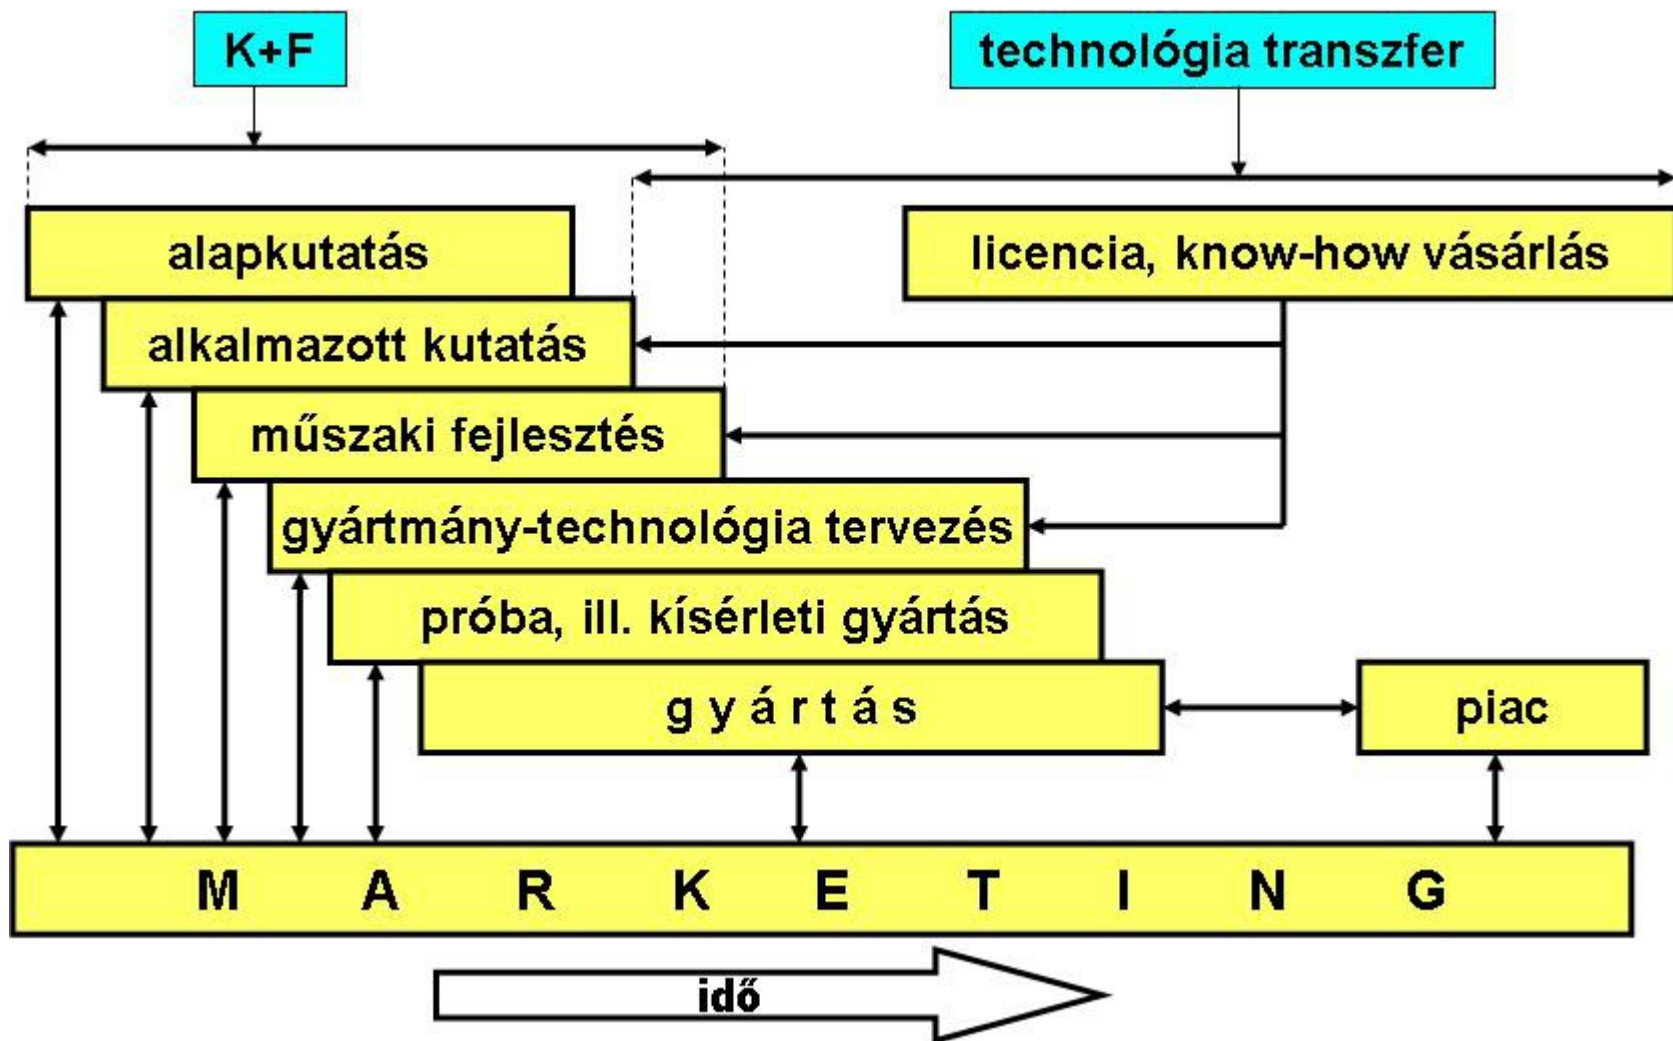 K+F
technológia transzfer
alapkutatás
licencia, know-how vásárlás
alkalmazott kutatás
műszaki fejlesztés
gyártmány-technológia tervezés
próba, ill. kísérleti gyártás
g y á r t á s
piac
M A R K E T I N G
idő